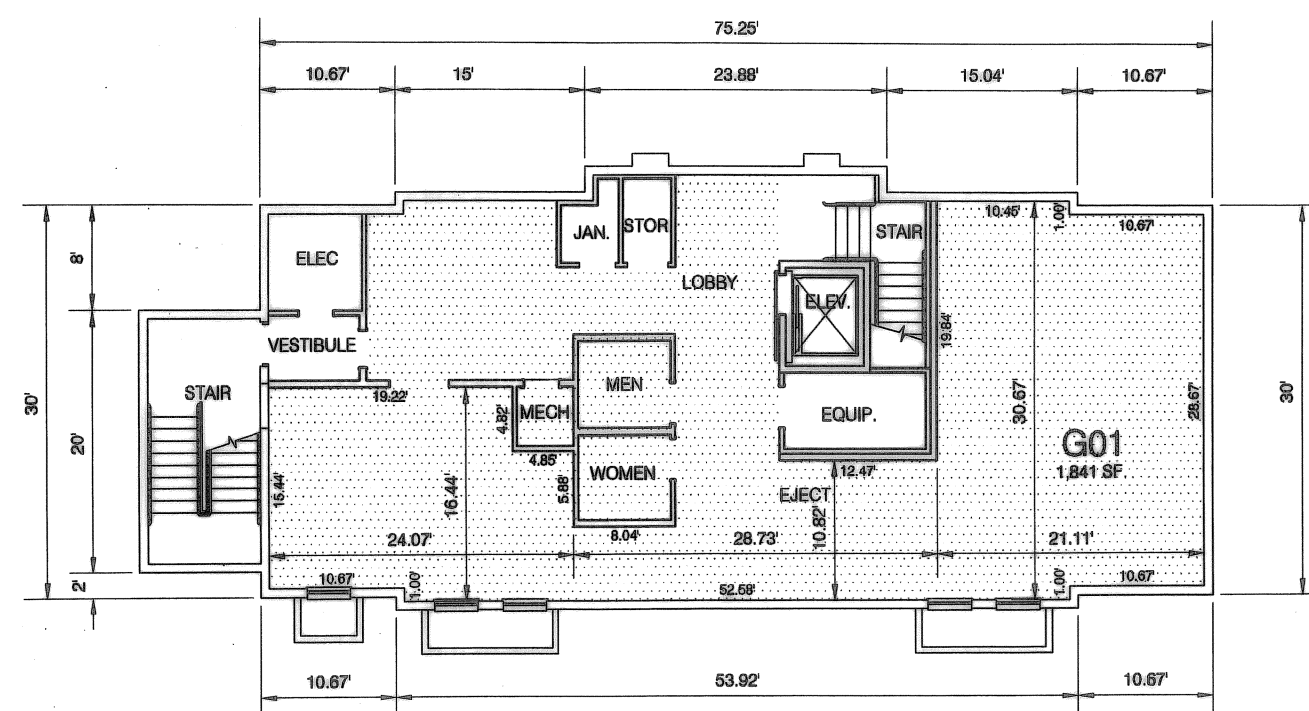 75.25'
10.67' 15' 23.88' 15.04' 10.67'
10.45' 1.00' 10.67'
JAN. STOR STAIR
ELEC
8'
LOBBY
ELEV.
VESTIBULE
19.84'
STAIR
19.22'
MEN
MECH
4.82'
EQUIP.
30'
20'
30.67'
28.67'
30'
G01
1,841 SF
4.85'
WOMEN
12.47'
15.44'
16.44'
5.88'
EJECT
10.82'
8.04'
24.07' 28.73' 21.11'
2'
10.67' 1.00' 52.58' 1.00' 10.67'
10.67' 53.92' 10.67'